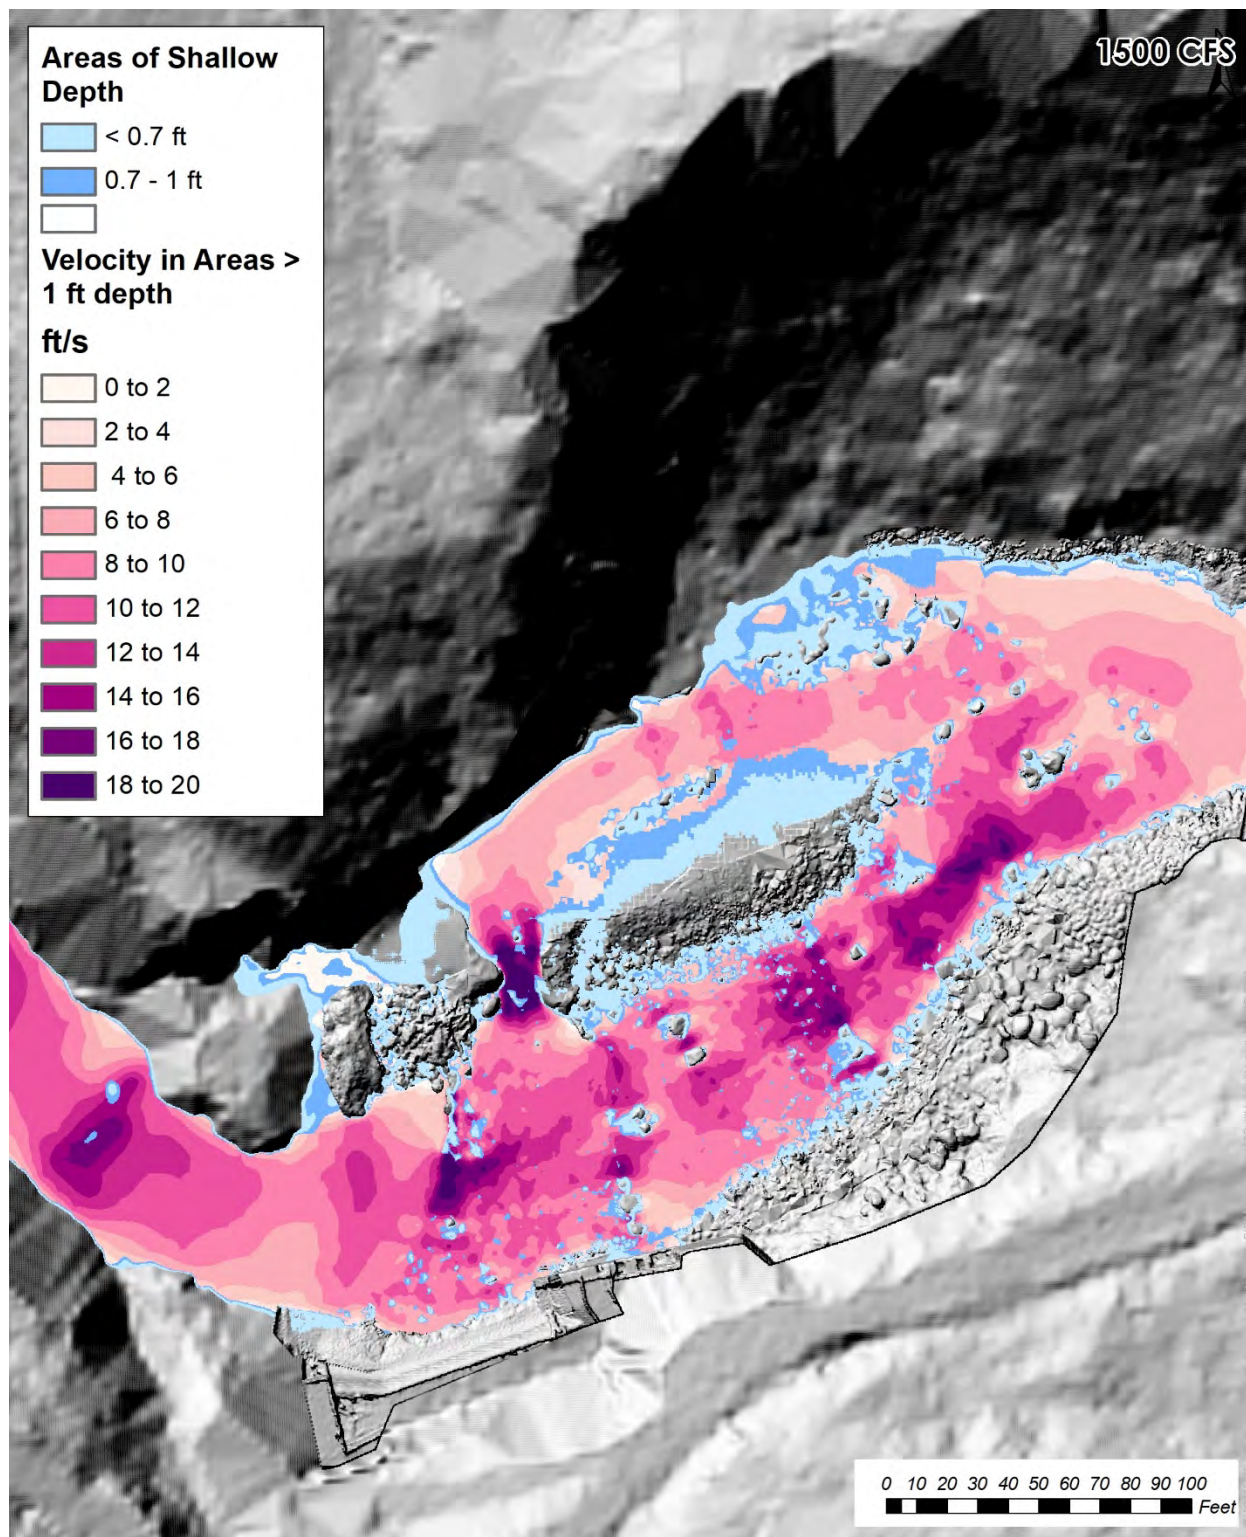 Areas of Shallow
Depth
< 0.7 ft
0.7 - 1 ft
Velocity in Areas >
1 ft depth
ft/s
0 to 2
2 to 4
4 to 6
6 to 8
8 to 10
10 to 12
12 to 14
14 to 16
16 to 18
18 to 20
1500 CFS
0 10 20 30 40 50 60 70 80 90 100
Feet